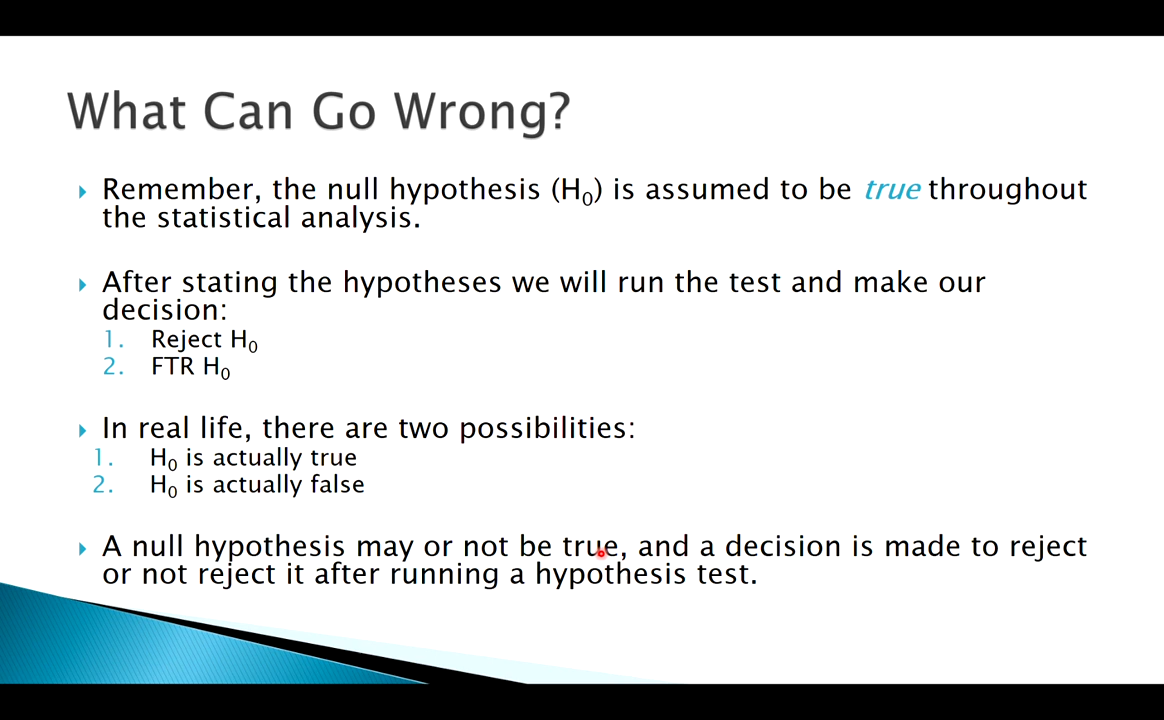 What Can Go Wrong?
Remember, the null hypothesis (H₀) is assumed to be true throughout
the statistical analysis.
After stating the hypotheses we will run the test and make our
decision:
1. Reject H₀
2. FTR H₀
In real life, there are two possibilities:
1. H₀ is actually true
2. H₀ is actually false
A null hypothesis may or not be true, and a decision is made to reject
or not reject it after running a hypothesis test.